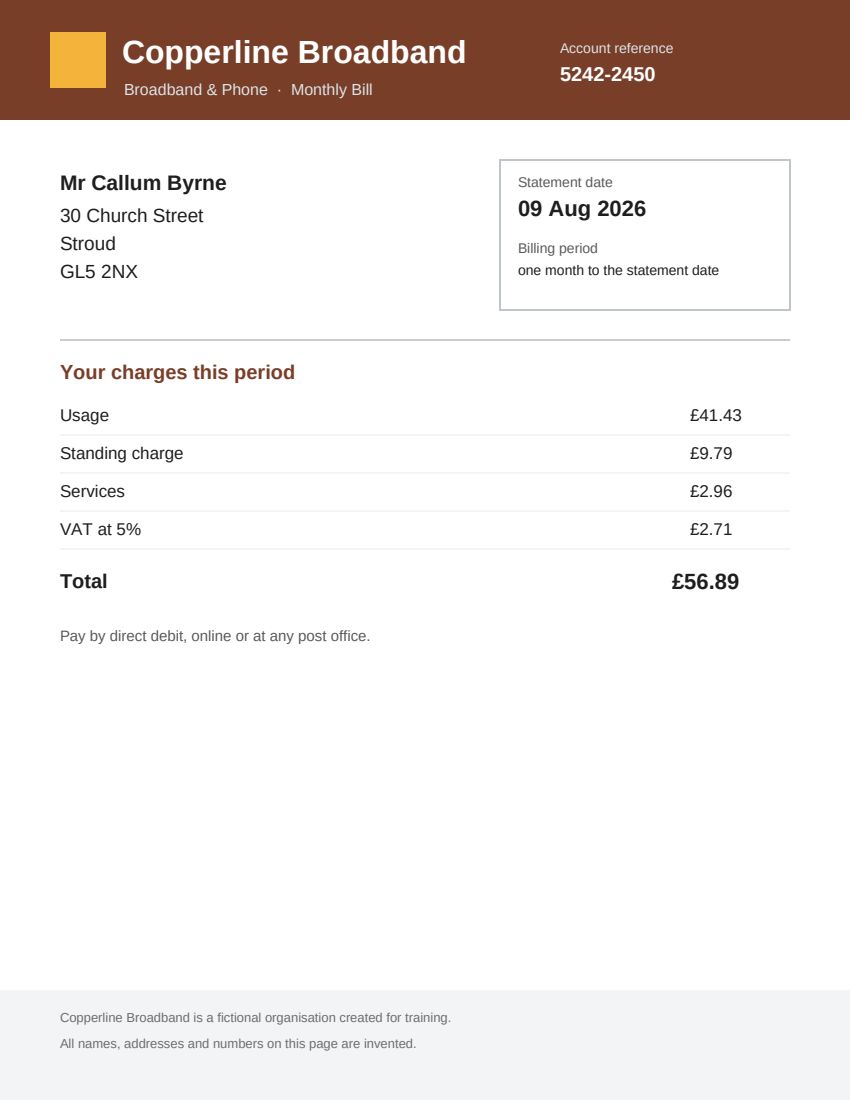 Copperline Broadband
Broadband & Phone · Monthly Bill
Account reference
5242-2450
Mr Callum Byrne
30 Church Street
Stroud
GL5 2NX
Statement date
09 Aug 2026
Billing period
one month to the statement date
Your charges this period
Usage £41.43
Standing charge £9.79
Services £2.96
VAT at 5% £2.71
Total £56.89
Pay by direct debit, online or at any post office.
Copperline Broadband is a fictional organisation created for training.
All names, addresses and numbers on this page are invented.